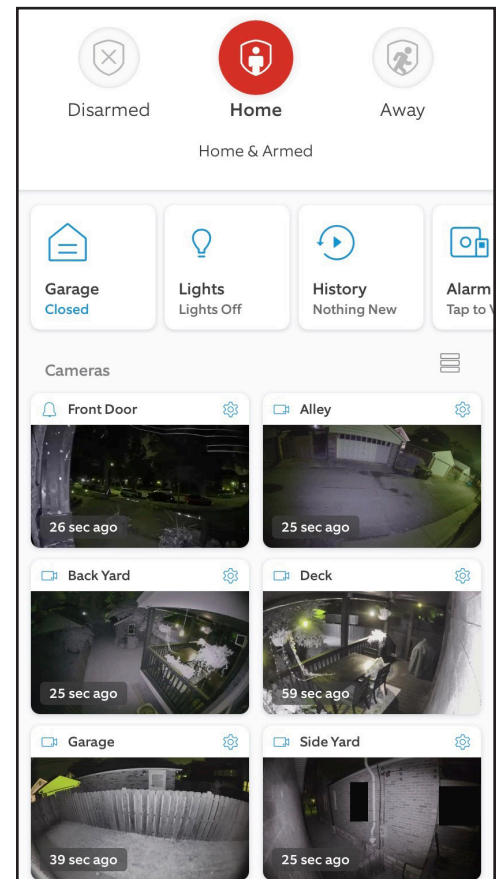 Disarmed
Home
Away
Home & Armed
Garage
Closed
Lights
Lights Off
History
Nothing New
Alarm
Tap to
Cameras
Front Door
26 sec ago
Alley
25 sec ago
Back Yard
25 sec ago
Deck
59 sec ago
Garage
39 sec ago
Side Yard
25 sec ago